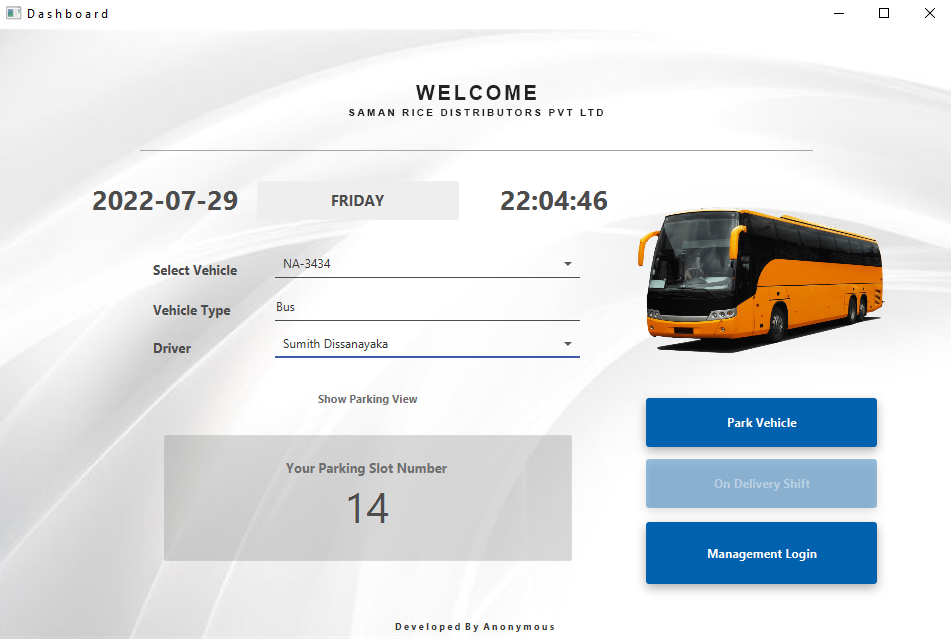 Dashboard
WELCOME
SAMAN RICE DISTRIBUTORS PVT LTD
2022-07-29 FRIDAY 22:04:46
Select Vehicle NA-3434
Vehicle Type Bus
Driver Sumith Dissanayaka
Show Parking View
Your Parking Slot Number
14
Park Vehicle
On Delivery Shift
Management Login
Developed By Anonymous